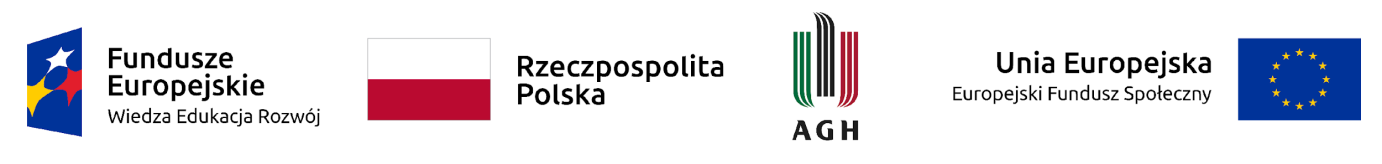 Fundusze
Europejskie
Wiedza Edukacja Rozwój
Rzeczpospolita
Polska
AGH
Unia Europejska
Europejski Fundusz Społeczny